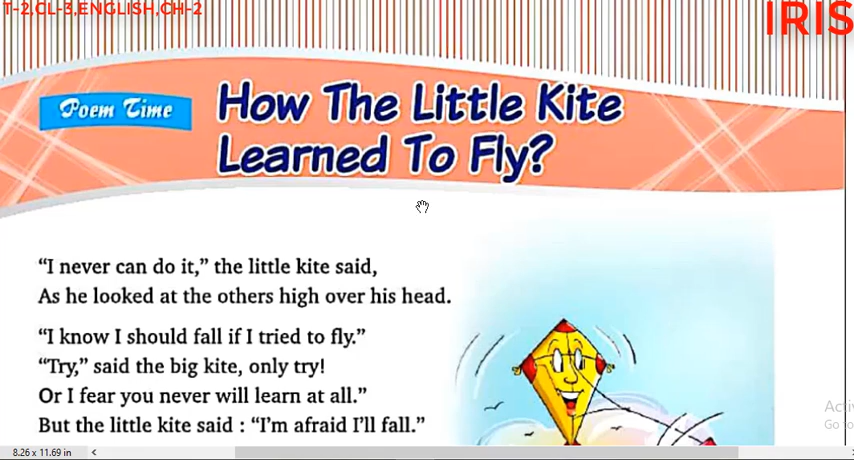 T-2,CL-3,ENGLISH,CH-2
IRIS
Poem Time
How The Little Kite
Learned To Fly?
“I never can do it,” the little kite said,
As he looked at the others high over his head.
“I know I should fall if I tried to fly.”
“Try,” said the big kite, only try!
Or I fear you never will learn at all.”
But the little kite said : “I’m afraid I’ll fall.”
8.26 x 11.69 in